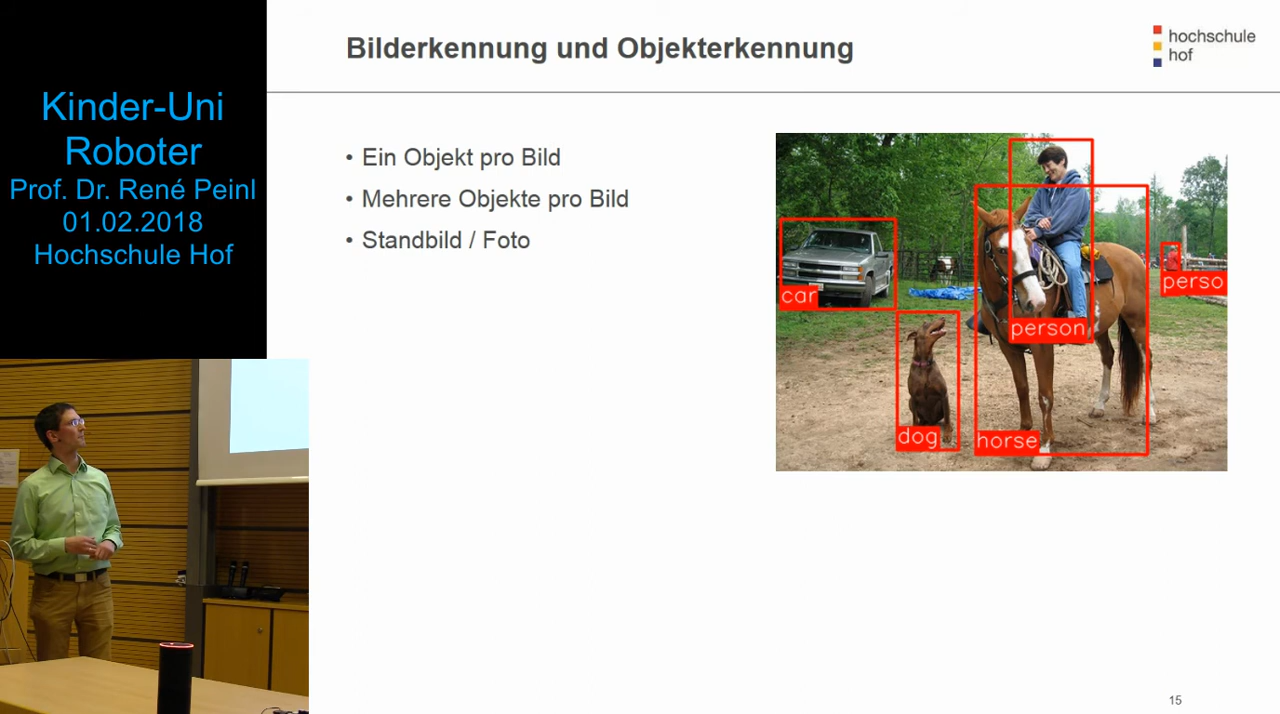 Kinder-Uni
Roboter
Prof. Dr. René Peinl
01.02.2018
Hochschule Hof
Bilderkennung und Objekterkennung
hochschule
hof
• Ein Objekt pro Bild
• Mehrere Objekte pro Bild
• Standbild / Foto
car
dog
horse
person
perso
15